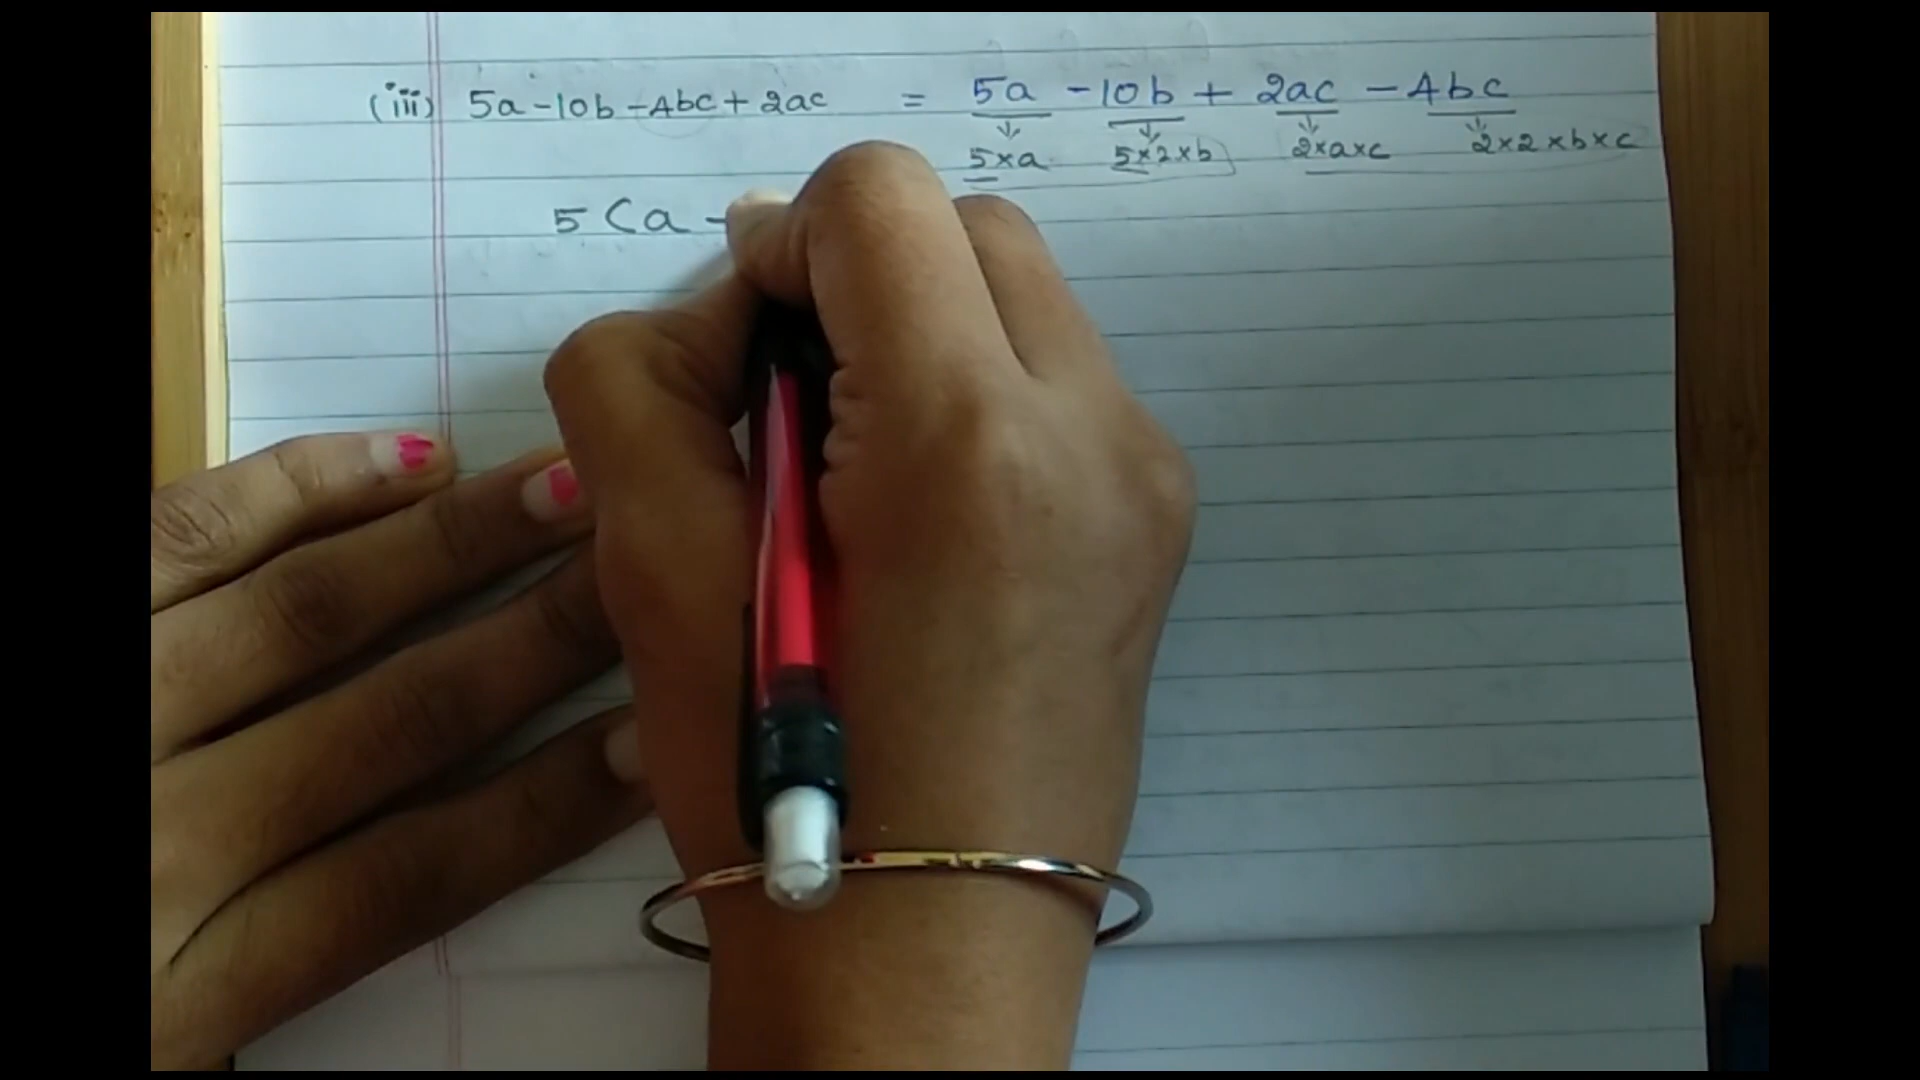 (iii) 5a - 10b - 4bc + 2ac = 5a - 10b + 2ac - 4bc
5×a 5×2×b 2×a×c 2×2×b×c
5 (a -